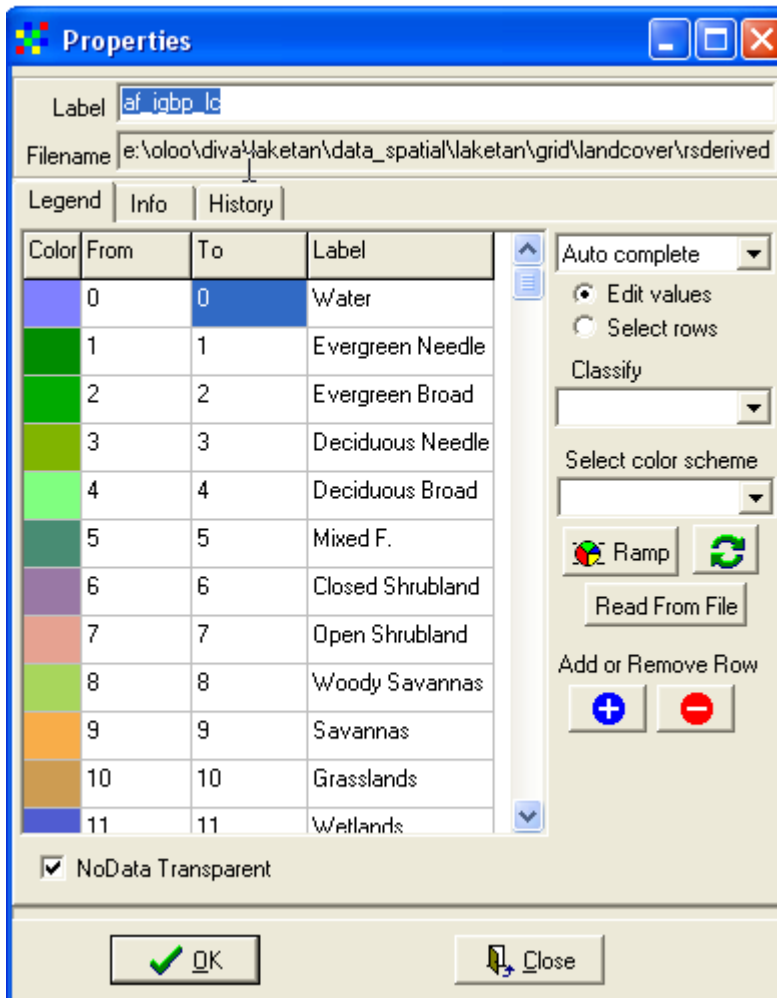 Properties
Label af_igbp_lc
Filename e:\oloo\diva\laketan\data_spatial\laketan\grid\landcover\rsderived
Legend Info History
Color From To Label
0 0 Water
1 1 Evergreen Needle
2 2 Evergreen Broad
3 3 Deciduous Needle
4 4 Deciduous Broad
5 5 Mixed F.
6 6 Closed Shrubland
7 7 Open Shrubland
8 8 Woody Savannas
9 9 Savannas
10 10 Grasslands
11 11 Wetlands
Auto complete
Edit values
Select rows
Classify
Select color scheme
Ramp
Read From File
Add or Remove Row
NoData Transparent
OK Close